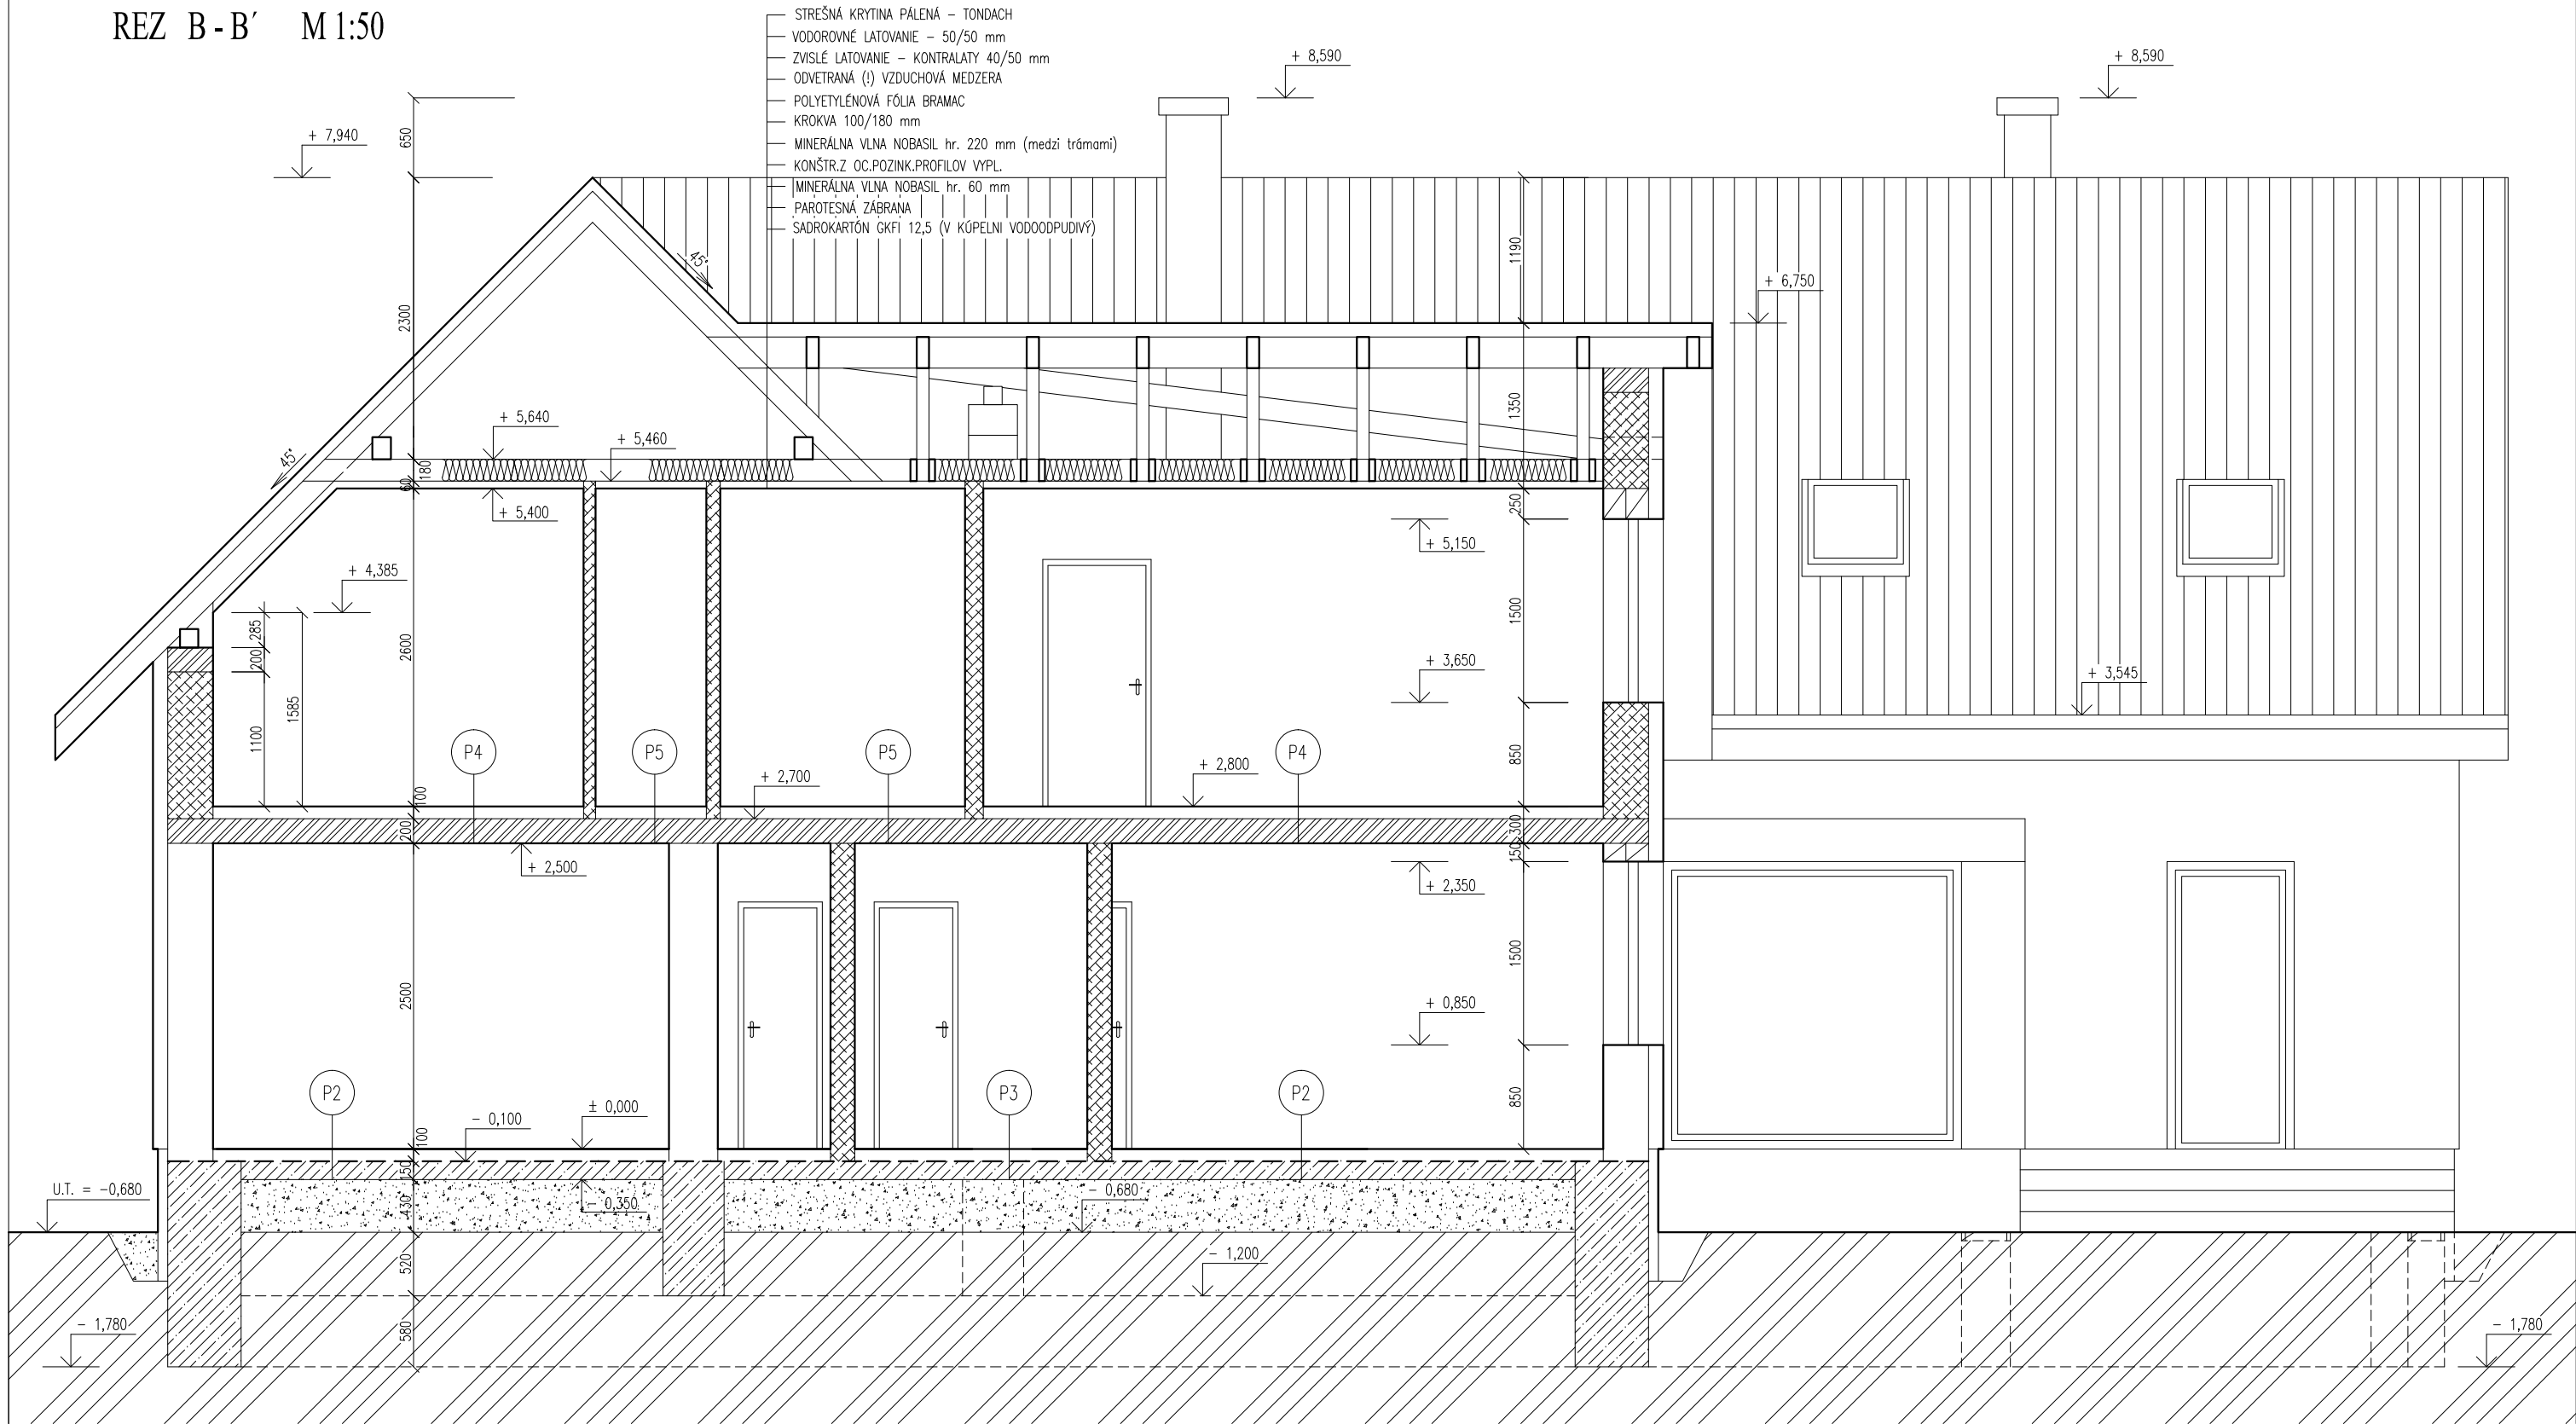 REZ B - B´ M 1:50
STREŠNÁ KRYTINA PÁLENÁ – TONDACH
VODOROVNÉ LATOVANIE – 50/50 mm
ZVISLÉ LATOVANIE – KONTRALATY 40/50 mm
ODVETRANÁ (!) VZDUCHOVÁ MEDZERA
POLYETYLÉNOVÁ FÓLIA BRAMAC
KROKVA 100/180 mm
MINERÁLNA VLNA NOBASIL hr. 220 mm (medzi trámami)
KONŠTR.Z OC.POZINK.PROFILOV VYPL.
MINERÁLNA VLNA NOBASIL hr. 60 mm
PAROTESNÁ ZÁBRANA
SADROKARTÓN GKFI 12,5 (V KÚPELNI VODOODPUDIVÝ)
+ 8,590
+ 8,590
+ 7,940
650
2300
180
60
2600
100
200
2500
100
150
430
520
580
45°
45°
1190
1350
250
1500
850
300
150
1500
850
+ 6,750
+ 5,640
+ 5,460
+ 5,400
+ 5,150
+ 4,385
285
200
1100
1585
+ 3,650
+ 3,545
P4
P5
P5
P4
+ 2,700
+ 2,800
+ 2,500
+ 2,350
+ 0,850
P2
P3
P2
– 0,100
± 0,000
U.T. = –0,680
– 0,350
– 0,680
– 1,200
– 1,780
– 1,780